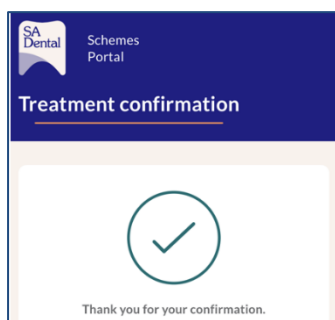 SA
Dental
Schemes
Portal
Treatment confirmation
Thank you for your confirmation.